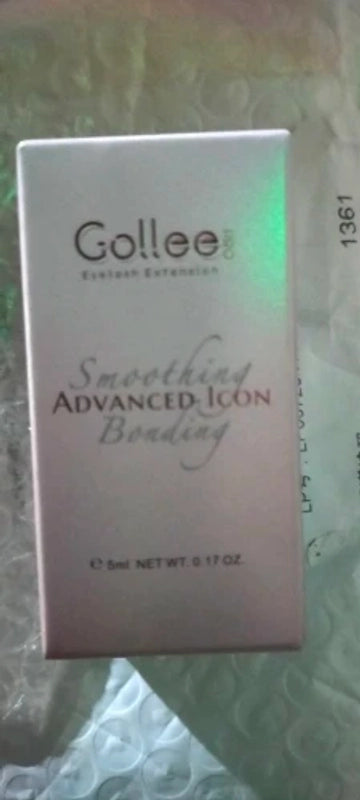 Gollee
Eyelash Extension
Smoothing
ADVANCED ICON
Bonding
℮ 5ml NET WT. 0.17 OZ.
1361